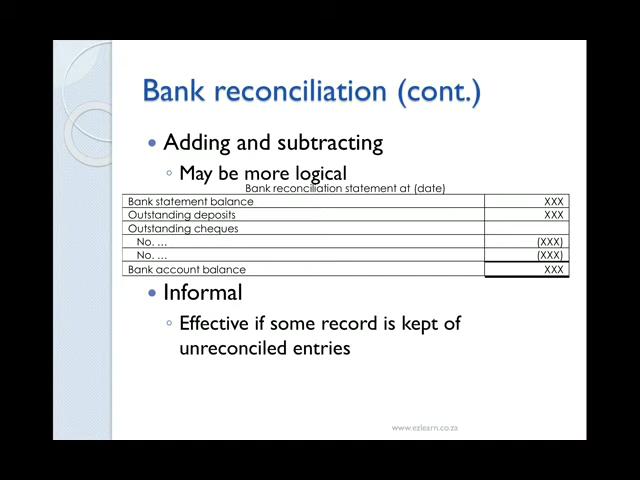 Bank reconciliation (cont.)
• Adding and subtracting
◦ May be more logical
Bank reconciliation statement at (date)
Bank statement balance XXX
Outstanding deposits XXX
Outstanding cheques
No. … (XXX)
No. … (XXX)
Bank account balance XXX
• Informal
◦ Effective if some record is kept of
unreconciled entries
www.ezlearn.co.za